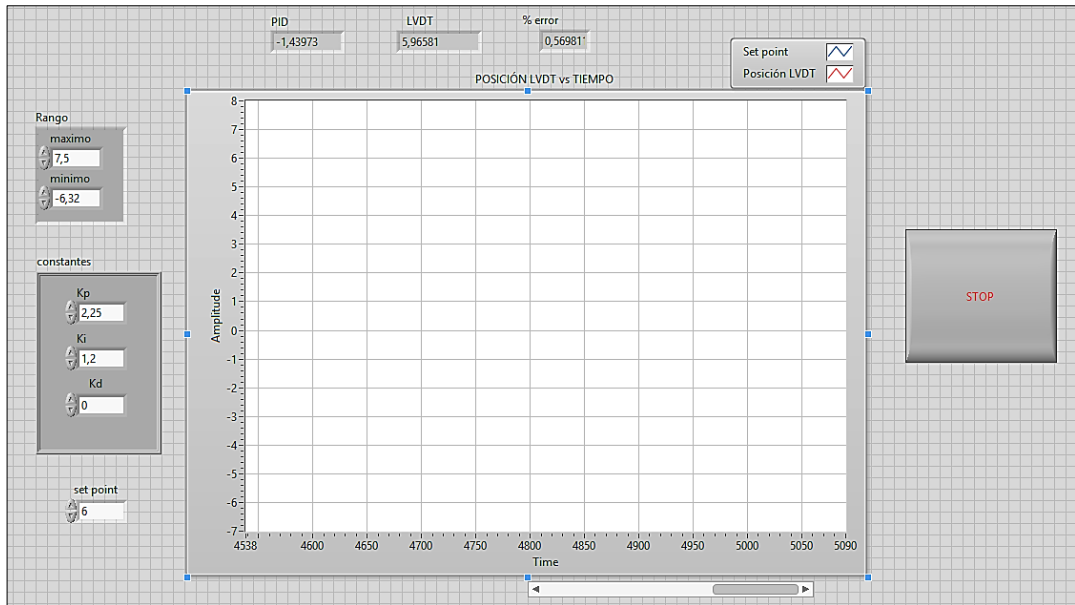 PID
LVDT
% error
-1,43973
5,96581
0,56981
Set point
Posición LVDT
POSICIÓN LVDT vs TIEMPO
Rango
maximo
7,5
minimo
-6,32
constantes
Kp
2,25
Ki
1,2
Kd
0
set point
6
8
7
6
5
4
3
2
1
0
-1
-2
-3
-4
-5
-6
-7
Amplitude
4538 4600 4650 4700 4750 4800 4850 4900 4950 5000 5050 5090
Time
STOP